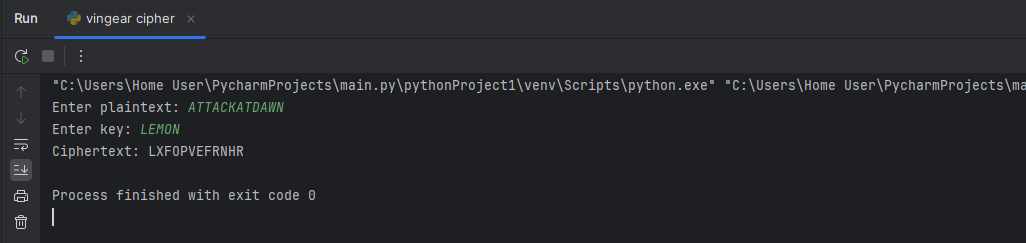 Run vingear cipher
"C:\Users\Home User\PycharmProjects\main.py\pythonProject1\venv\Scripts\python.exe" "C:\Users\Home User\PycharmProjects\ma
Enter plaintext: ATTACKATDAWN
Enter key: LEMON
Ciphertext: LXFOPVEFRNHR
Process finished with exit code 0